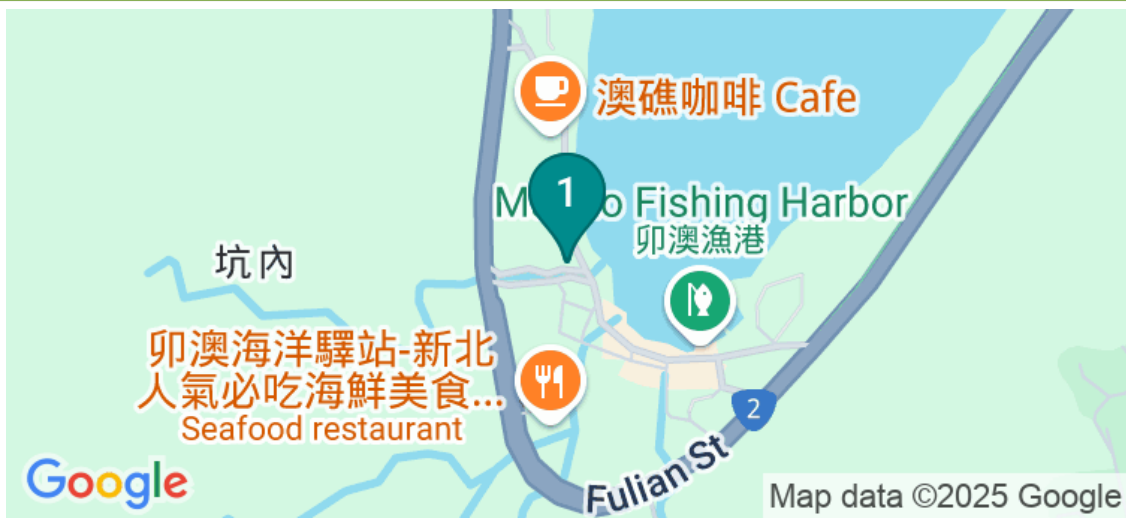 澳礁咖啡 Cafe
1
Fishing Harbor
卯澳漁港
坑內
卯澳海洋驛站-新北
人氣必吃海鮮美食...
Seafood restaurant
2
Fulian St
Google
Map data ©2025 Google